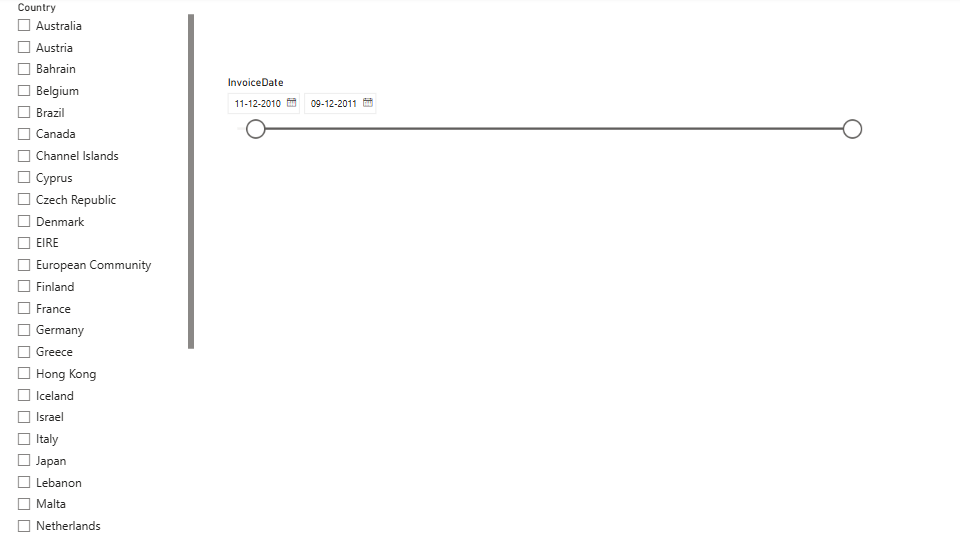 Country
Australia
Austria
Bahrain
Belgium
Brazil
Canada
Channel Islands
Cyprus
Czech Republic
Denmark
EIRE
European Community
Finland
France
Germany
Greece
Hong Kong
Iceland
Israel
Italy
Japan
Lebanon
Malta
Netherlands
InvoiceDate
11-12-2010 09-12-2011